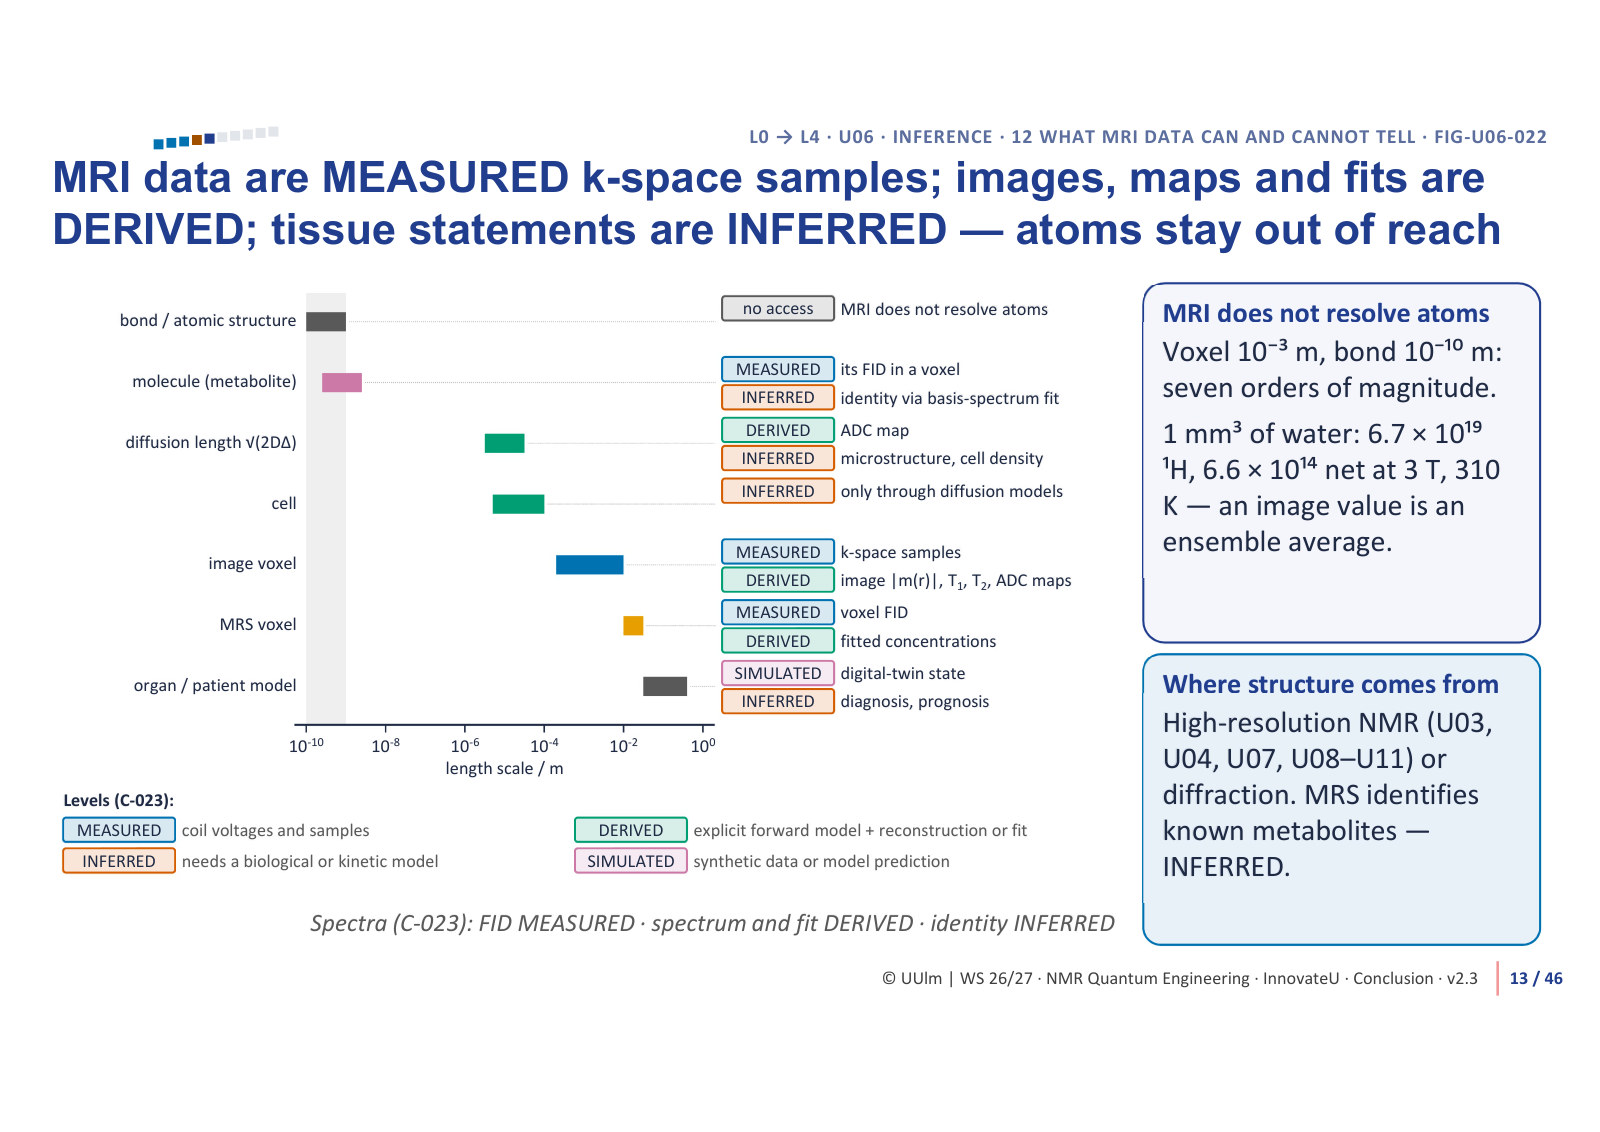 L0 → L4 · U06 · INFERENCE · 12 WHAT MRI DATA CAN AND CANNOT TELL · FIG-U06-022
MRI data are MEASURED k-space samples; images, maps and fits are
DERIVED; tissue statements are INFERRED — atoms stay out of reach
bond / atomic structure
no access MRI does not resolve atoms
molecule (metabolite)
MEASURED its FID in a voxel
INFERRED identity via basis-spectrum fit
diffusion length √(2DΔ)
DERIVED ADC map
INFERRED microstructure, cell density
cell
INFERRED only through diffusion models
image voxel
MEASURED k-space samples
DERIVED image |m(r)|, T₁, T₂, ADC maps
MRS voxel
MEASURED voxel FID
DERIVED fitted concentrations
organ / patient model
SIMULATED digital-twin state
INFERRED diagnosis, prognosis
10⁻¹⁰ 10⁻⁸ 10⁻⁶ 10⁻⁴ 10⁻² 10⁰
length scale / m
Levels (C-023):
MEASURED coil voltages and samples
DERIVED explicit forward model + reconstruction or fit
INFERRED needs a biological or kinetic model
SIMULATED synthetic data or model prediction
Spectra (C-023): FID MEASURED · spectrum and fit DERIVED · identity INFERRED
MRI does not resolve atoms
Voxel 10⁻³ m, bond 10⁻¹⁰ m:
seven orders of magnitude.
1 mm³ of water: 6.7 × 10¹⁹
¹H, 6.6 × 10¹⁴ net at 3 T, 310
K — an image value is an
ensemble average.
Where structure comes from
High-resolution NMR (U03,
U04, U07, U08–U11) or
diffraction. MRS identifies
known metabolites —
INFERRED.
© UUlm | WS 26/27 · NMR Quantum Engineering · InnovateU · Conclusion · v2.3
13 / 46